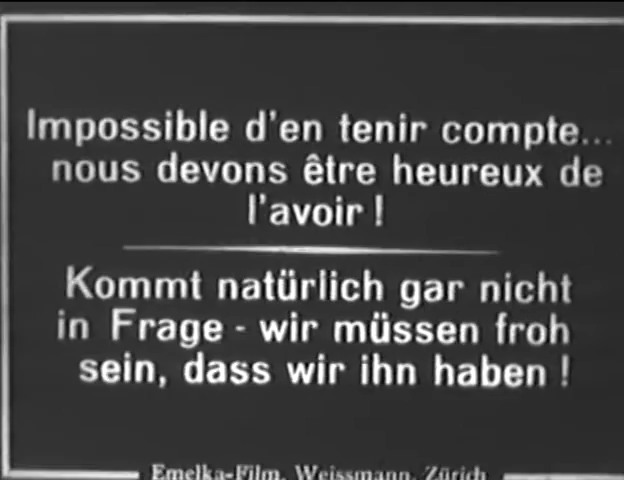 Impossible d'en tenir compte...
nous devons être heureux de
l'avoir !
Kommt natürlich gar nicht
in Frage - wir müssen froh
sein, dass wir ihn haben !
Emelka-Film, Weissmann, Zürich